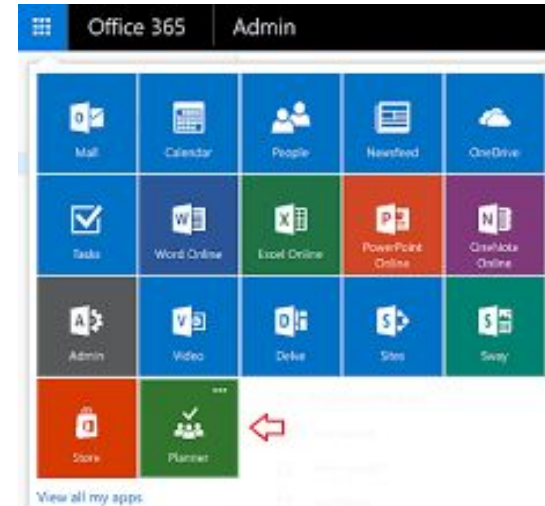 Office 365 Admin
Mail Calendar People Newsfeed OneDrive
Tasks Word Online Excel Online PowerPoint Online OneNote Online
Admin Video Delve Sites Sway
Store Planner
View all my apps